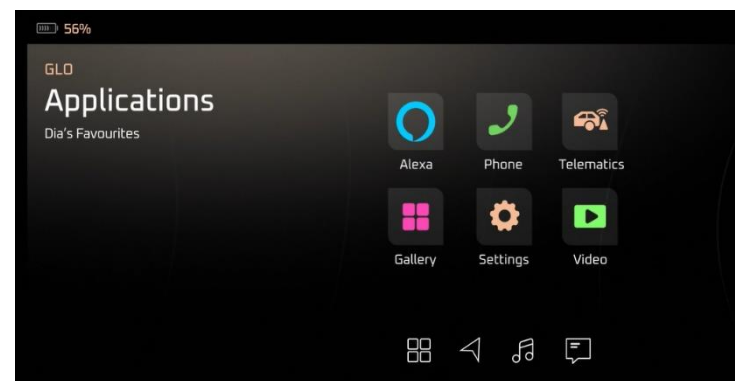 56%
GLO
Applications
Dia's Favourites
Alexa Phone Telematics
Gallery Settings Video